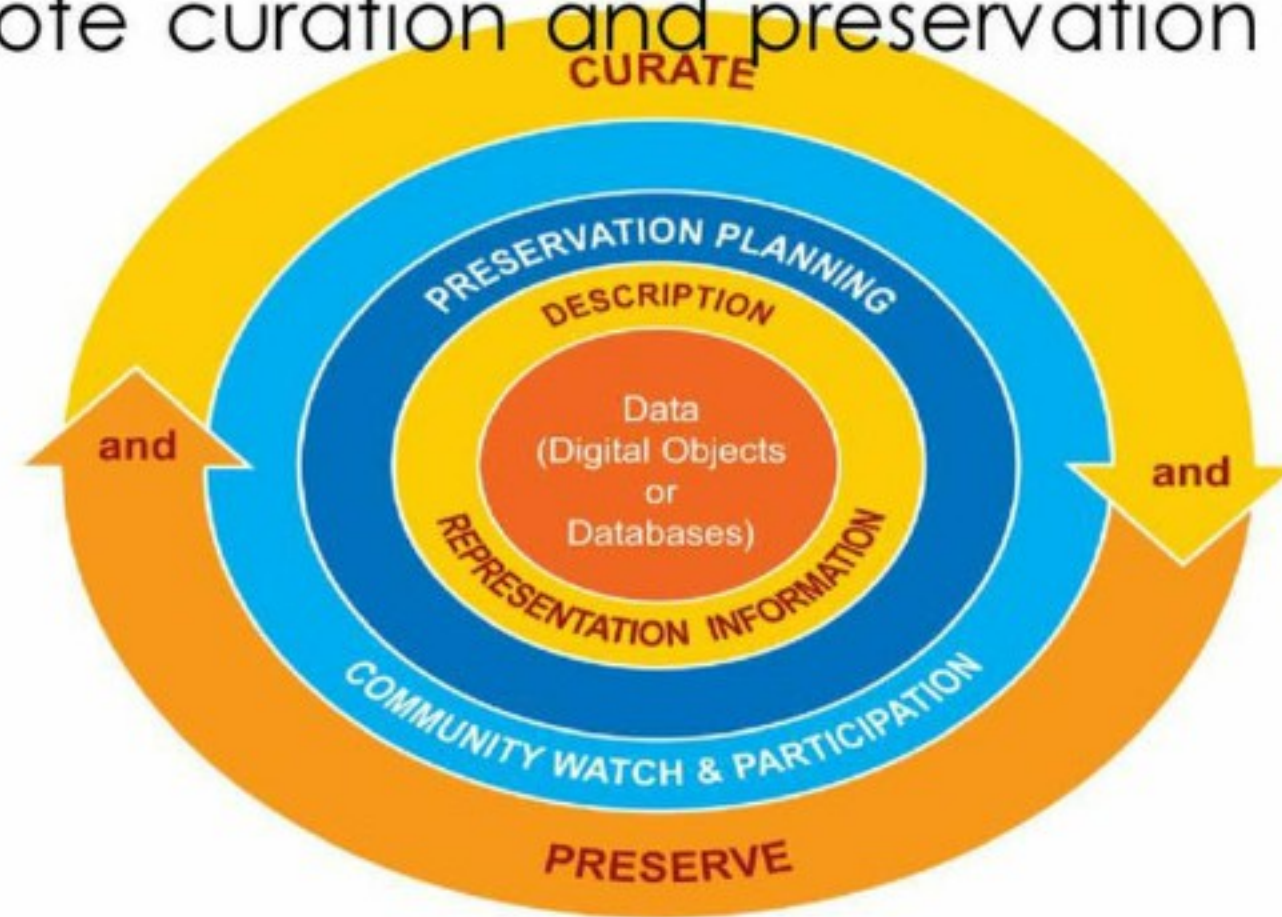 curation and preservation
CURATE
PRESERVATION PLANNING
DESCRIPTION
Data
(Digital Objects
or
Databases)
REPRESENTATION INFORMATION
COMMUNITY WATCH & PARTICIPATION
PRESERVE
and
and